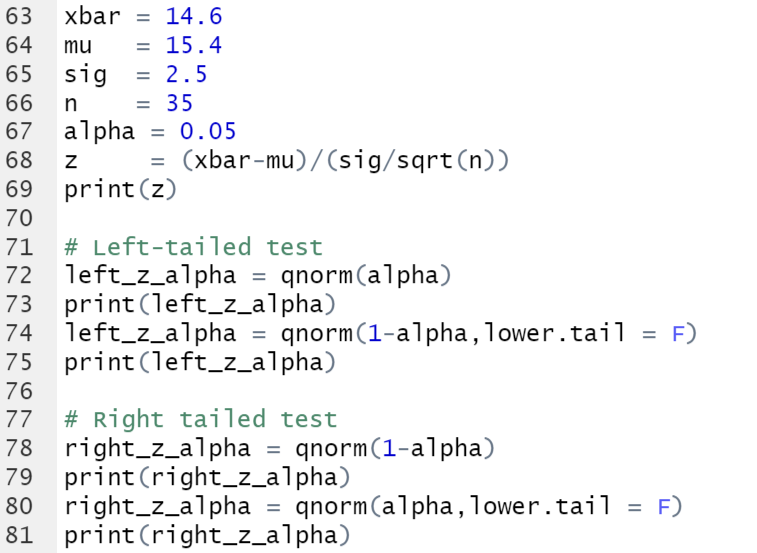 63 xbar = 14.6
64 mu   = 15.4
65 sig  = 2.5
66 n    = 35
67 alpha = 0.05
68 z     = (xbar-mu)/(sig/sqrt(n))
69 print(z)
70
71 # Left-tailed test
72 left_z_alpha = qnorm(alpha)
73 print(left_z_alpha)
74 left_z_alpha = qnorm(1-alpha,lower.tail = F)
75 print(left_z_alpha)
76
77 # Right tailed test
78 right_z_alpha = qnorm(1-alpha)
79 print(right_z_alpha)
80 right_z_alpha = qnorm(alpha,lower.tail = F)
81 print(right_z_alpha)